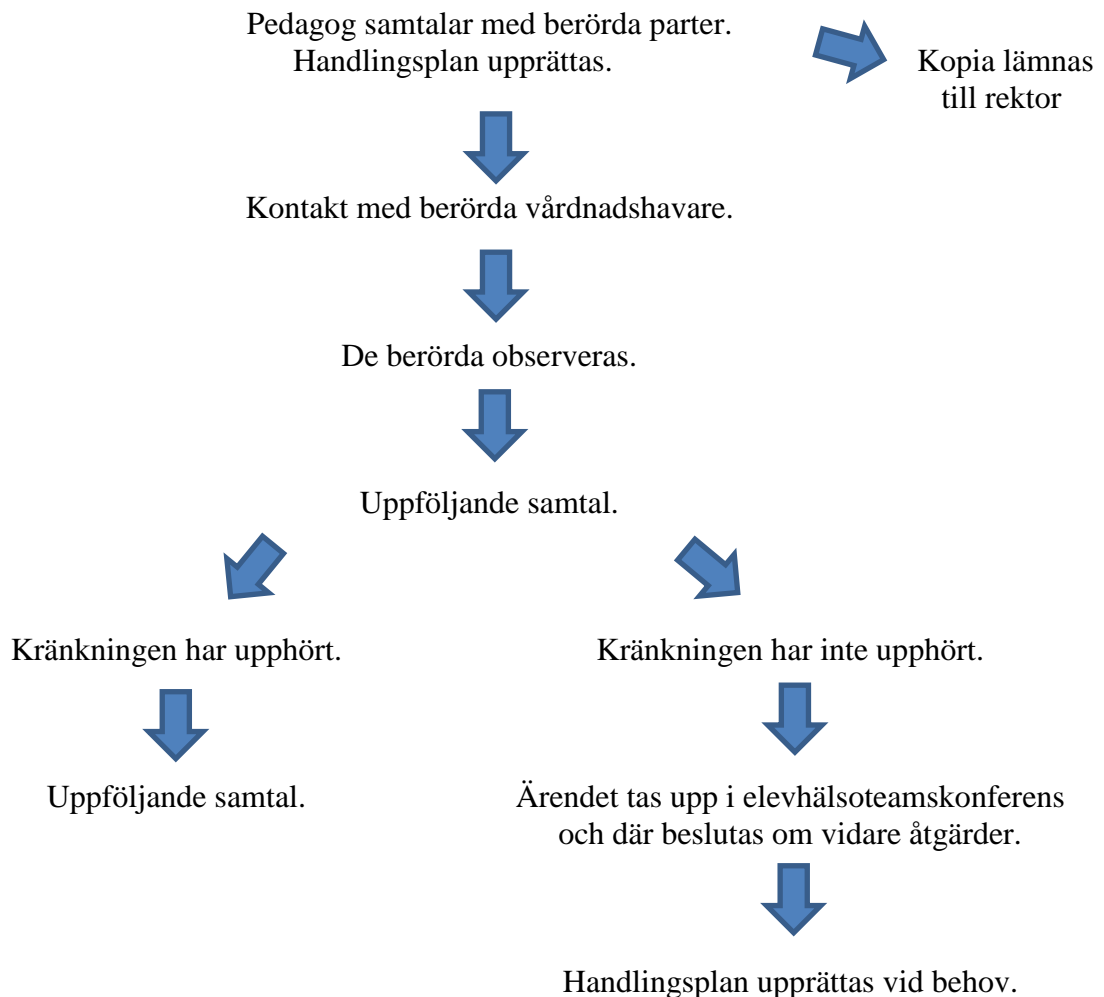 Pedagog samtalar med berörda parter.
Handlingsplan upprättas.
Kopia lämnas
till rektor
Kontakt med berörda vårdnadshavare.
De berörda observeras.
Uppföljande samtal.
Kränkningen har upphört.
Kränkningen har inte upphört.
Uppföljande samtal.
Ärendet tas upp i elevhälsoteamskonferens
och där beslutas om vidare åtgärder.
Handlingsplan upprättas vid behov.